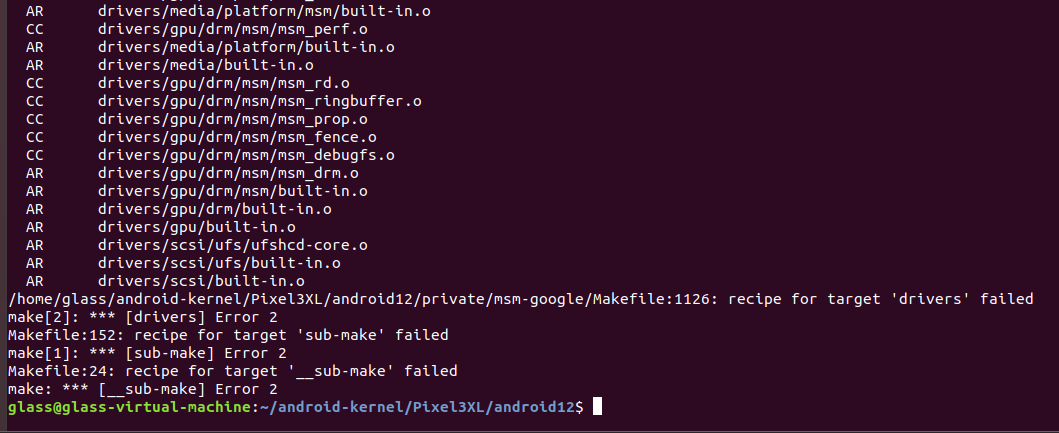 AR drivers/media/platform/msm/built-in.o
CC drivers/gpu/drm/msm/msm_perf.o
AR drivers/media/platform/built-in.o
AR drivers/media/built-in.o
CC drivers/gpu/drm/msm/msm_rd.o
CC drivers/gpu/drm/msm/msm_ringbuffer.o
CC drivers/gpu/drm/msm/msm_prop.o
CC drivers/gpu/drm/msm/msm_fence.o
CC drivers/gpu/drm/msm/msm_debugfs.o
AR drivers/gpu/drm/msm/msm_drm.o
AR drivers/gpu/drm/msm/built-in.o
AR drivers/gpu/drm/built-in.o
AR drivers/gpu/built-in.o
AR drivers/scsi/ufs/ufshcd-core.o
AR drivers/scsi/ufs/built-in.o
AR drivers/scsi/built-in.o
/home/glass/android-kernel/Pixel3XL/android12/private/msm-google/Makefile:1126: recipe for target 'drivers' failed
make[2]: *** [drivers] Error 2
Makefile:152: recipe for target 'sub-make' failed
make[1]: *** [sub-make] Error 2
Makefile:24: recipe for target '__sub-make' failed
make: *** [__sub-make] Error 2
glass@glass-virtual-machine:~/android-kernel/Pixel3XL/android12$